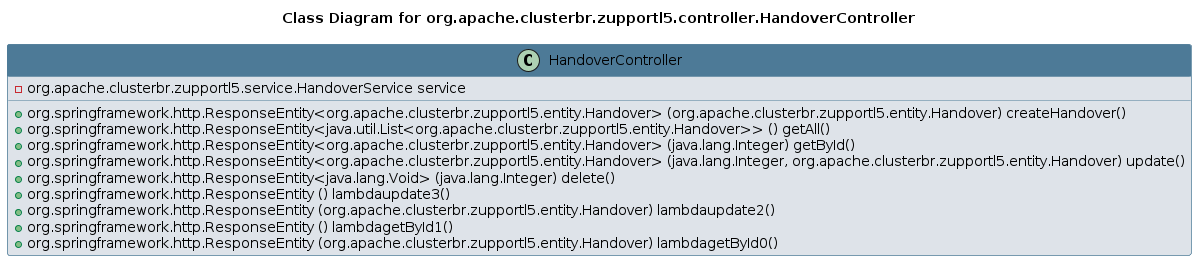 Class Diagram for org.apache.clusterbr.zupportl5.controller.HandoverController
C HandoverController
org.apache.clusterbr.zupportl5.service.HandoverService service
org.springframework.http.ResponseEntity<org.apache.clusterbr.zupportl5.entity.Handover> (org.apache.clusterbr.zupportl5.entity.Handover) createHandover()
org.springframework.http.ResponseEntity<java.util.List<org.apache.clusterbr.zupportl5.entity.Handover>> () getAll()
org.springframework.http.ResponseEntity<org.apache.clusterbr.zupportl5.entity.Handover> (java.lang.Integer) getById()
org.springframework.http.ResponseEntity<org.apache.clusterbr.zupportl5.entity.Handover> (java.lang.Integer, org.apache.clusterbr.zupportl5.entity.Handover) update()
org.springframework.http.ResponseEntity<java.lang.Void> (java.lang.Integer) delete()
org.springframework.http.ResponseEntity () lambdaupdate3()
org.springframework.http.ResponseEntity (org.apache.clusterbr.zupportl5.entity.Handover) lambdaupdate2()
org.springframework.http.ResponseEntity () lambdagetById1()
org.springframework.http.ResponseEntity (org.apache.clusterbr.zupportl5.entity.Handover) lambdagetById0()